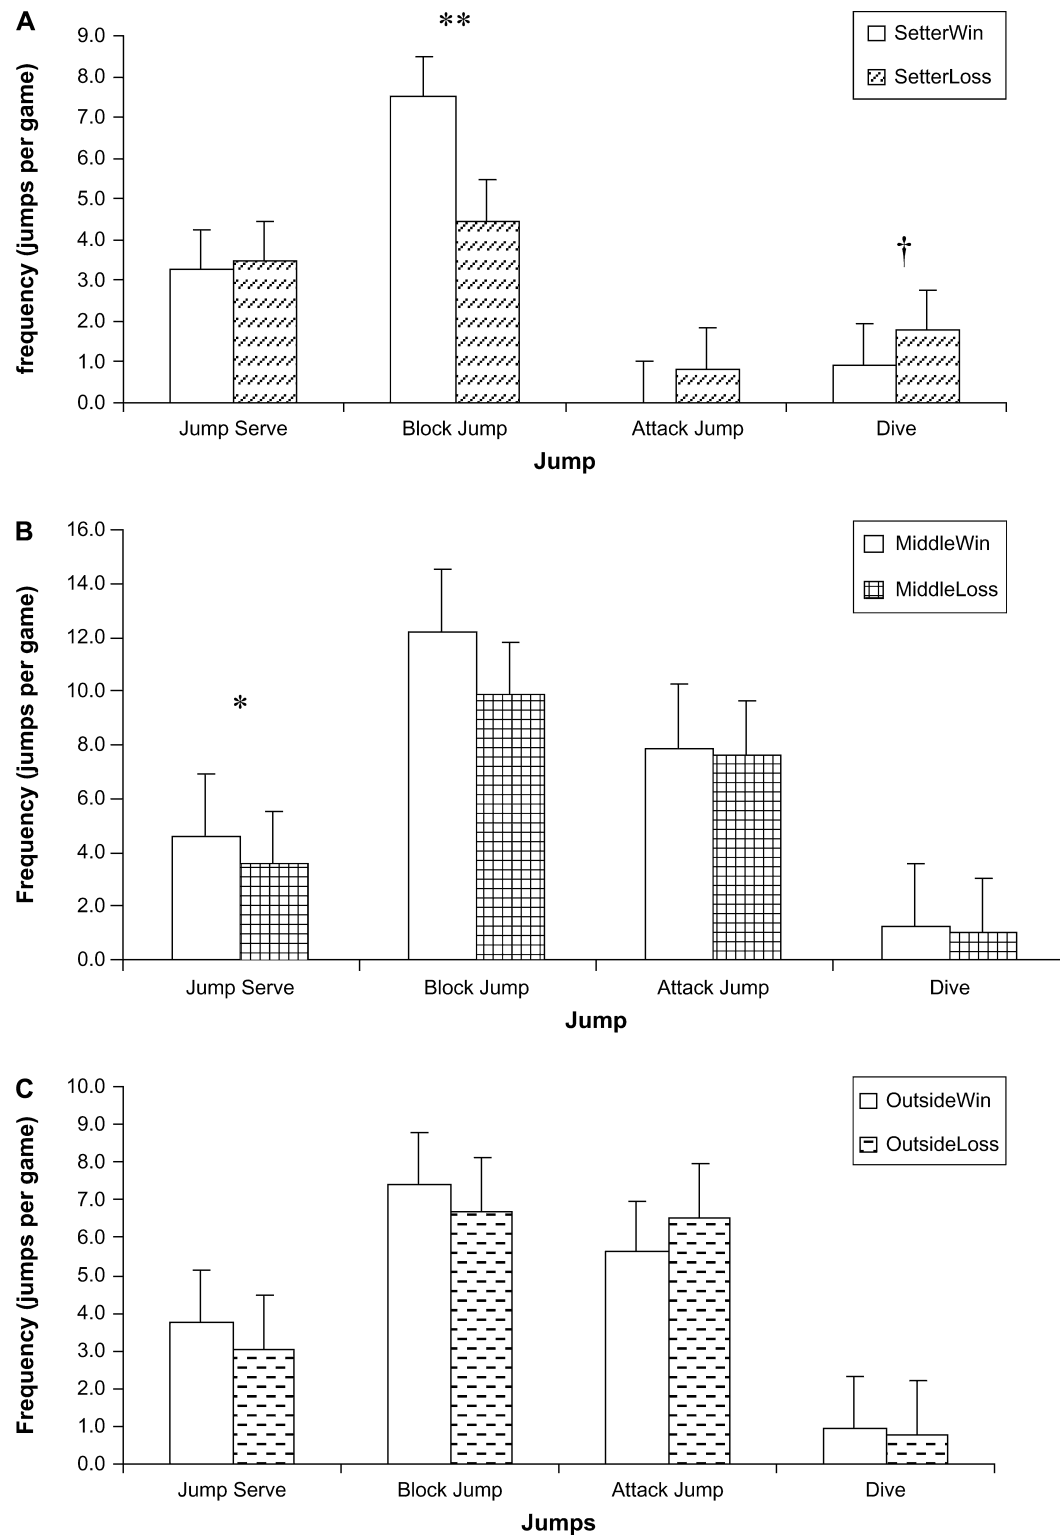 A
**
SetterWin
SetterLoss
frequency (jumps per game)
9.0
8.0
7.0
6.0
5.0
4.0
3.0
2.0
1.0
0.0
†
Jump Serve
Block Jump
Attack Jump
Dive
Jump
B
MiddleWin
MiddleLoss
Frequency (jumps per game)
16.0
14.0
12.0
10.0
8.0
6.0
4.0
2.0
0.0
*
Jump Serve
Block Jump
Attack Jump
Dive
Jump
C
OutsideWin
OutsideLoss
Frequency (jumps per game)
10.0
9.0
8.0
7.0
6.0
5.0
4.0
3.0
2.0
1.0
0.0
Jump Serve
Block Jump
Attack Jump
Dive
Jumps